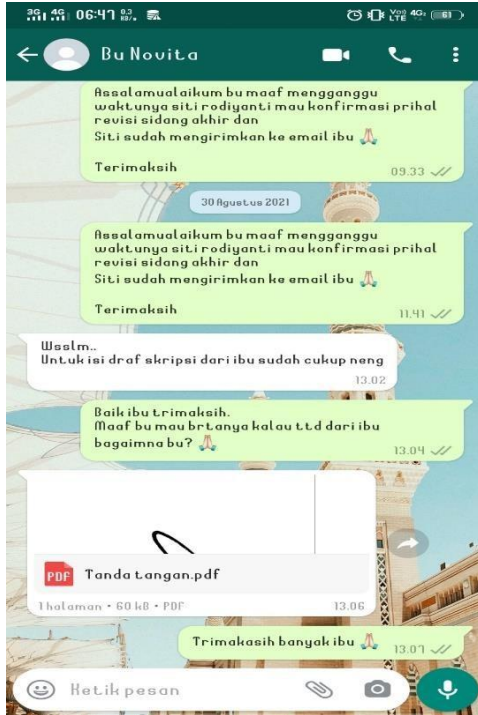 3G 4G 06:47
4G 61
Bu Novita
Assalamualaikum bu maaf mengganggu
waktunya siti rodiyanti mau konfirmasi prihal
revisi sidang akhir dan
Siti sudah mengirimkan ke email ibu 🙏🏻
Terimaksih
09.33
30 Agustus 2021
Assalamualaikum bu maaf mengganggu
waktunya siti rodiyanti mau konfirmasi prihal
revisi sidang akhir dan
Siti sudah mengirimkan ke email ibu 🙏🏻
Terimaksih
11.41
Wsslm..
Untuk isi draf skripsi dari ibu sudah cukup neng
13.02
Baik ibu trimaksih.
Maaf bu mau brtanya kalau ttd dari ibu
bagaimna bu? 🙏🏻
13.04
PDF Tanda tangan.pdf
1 halaman • 60 kB • PDF 13.06
Trimakasih banyak ibu 🙏🏻 13.07
Ketik pesan